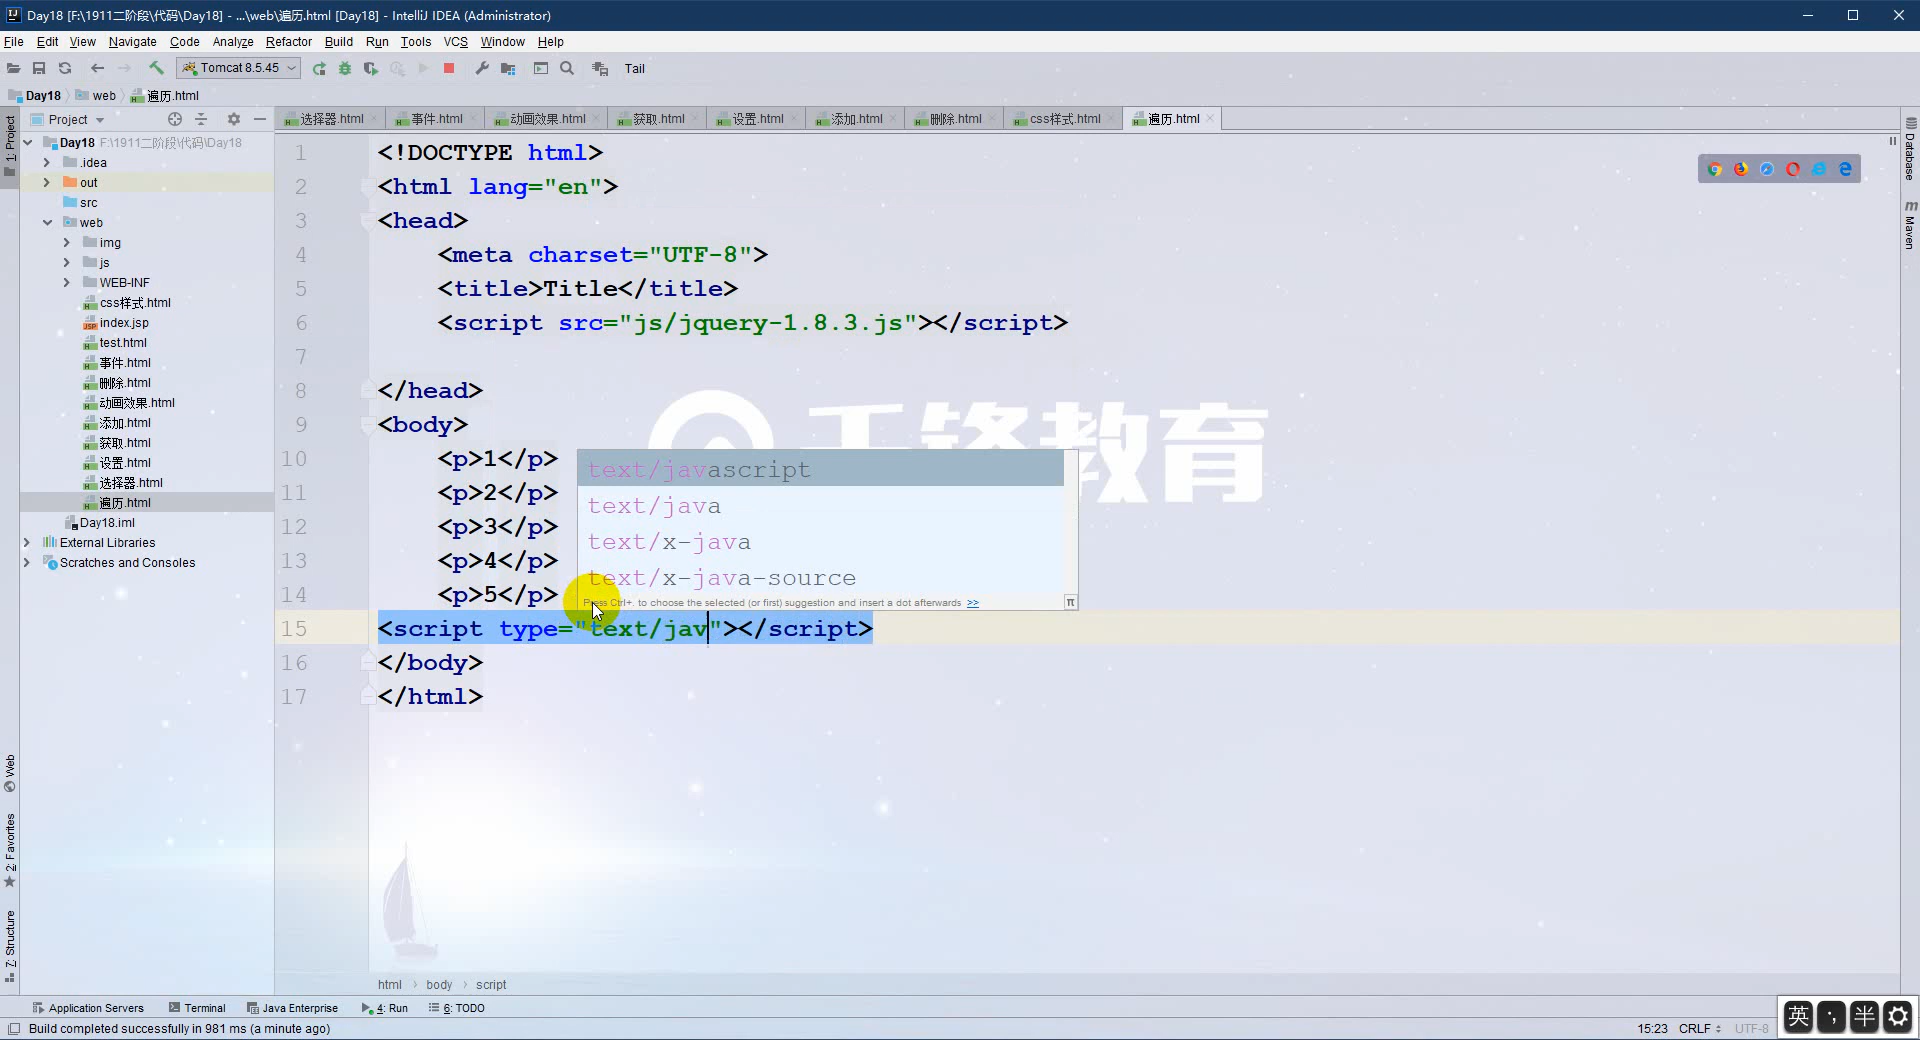 Day18 [F:\1911二阶段\代码\Day18] - ...\web\遍历.html [Day18] - IntelliJ IDEA (Administrator)
File Edit View Navigate Code Analyze Refactor Build Run Tools VCS Window Help
Tomcat 8.5.45
Tail
Day18 web 遍历.html
Project
选择器.html 事件.html 动画效果.html 获取.html 设置.html 添加.html 删除.html css样式.html 遍历.html
1: Project
Day18 F:\1911二阶段\代码\Day18
.idea
out
src
web
img
js
WEB-INF
css样式.html
index.jsp
test.html
事件.html
删除.html
动画效果.html
添加.html
获取.html
设置.html
选择器.html
遍历.html
Day18.iml
External Libraries
Scratches and Consoles
Web
2: Favorites
7: Structure
1 <!DOCTYPE html>
2 <html lang="en">
3 <head>
4 <meta charset="UTF-8">
5 <title>Title</title>
6 <script src="js/jquery-1.8.3.js"></script>
7
8 </head>
9 <body>
10 <p>1</p>
11 <p>2</p>
12 <p>3</p>
13 <p>4</p>
14 <p>5</p>
15 <script type="text/jav"></script>
16 </body>
17 </html>
千锋教育
text/javascript
text/java
text/x-java
text/x-java-source
Press Ctrl+. to choose the selected (or first) suggestion and insert a dot afterwards >> π
Database
m Maven
html body script
Application Servers Terminal Java Enterprise 4: Run 6: TODO
Build completed successfully in 981 ms (a minute ago)
15:23 CRLF UTF-8
英 半